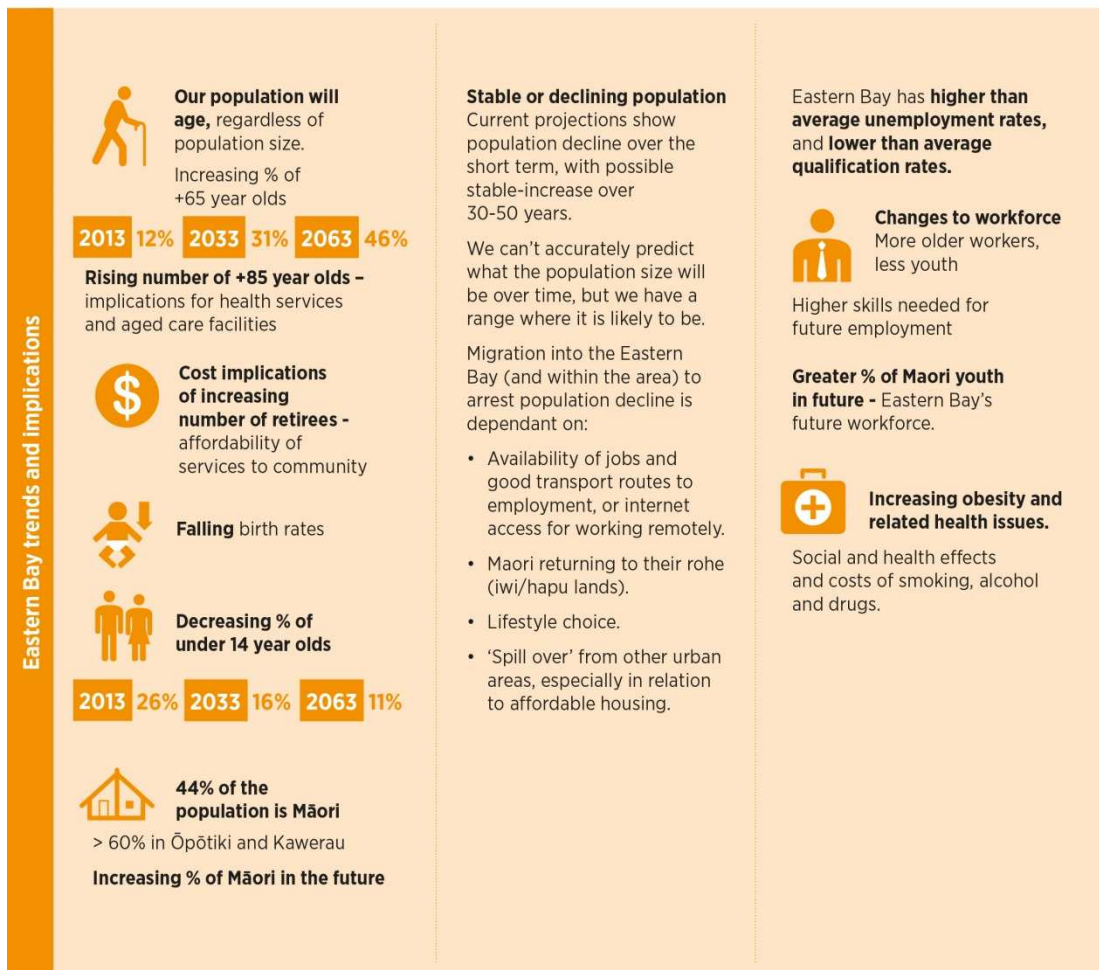 Eastern Bay trends and implications
Our population will
age, regardless of
population size.
Increasing % of
+65 year olds
2013 12% 2033 31% 2063 46%
Rising number of +85 year olds –
implications for health services
and aged care facilities
$
Cost implications
of increasing
number of retirees -
affordability of
services to community
Falling birth rates
Decreasing % of
under 14 year olds
2013 26% 2033 16% 2063 11%
44% of the
population is Māori
> 60% in Ōpōtiki and Kawerau
Increasing % of Māori in the future
Stable or declining population
Current projections show
population decline over the
short term, with possible
stable-increase over
30-50 years.
We can't accurately predict
what the population size will
be over time, but we have a
range where it is likely to be.
Migration into the Eastern
Bay (and within the area) to
arrest population decline is
dependant on:
• Availability of jobs and
good transport routes to
employment, or internet
access for working remotely.
• Maori returning to their rohe
(iwi/hapu lands).
• Lifestyle choice.
• 'Spill over' from other urban
areas, especially in relation
to affordable housing.
Eastern Bay has higher than
average unemployment rates,
and lower than average
qualification rates.
Changes to workforce
More older workers,
less youth
Higher skills needed for
future employment
Greater % of Maori youth
in future - Eastern Bay's
future workforce.
Increasing obesity and
related health issues.
Social and health effects
and costs of smoking, alcohol
and drugs.